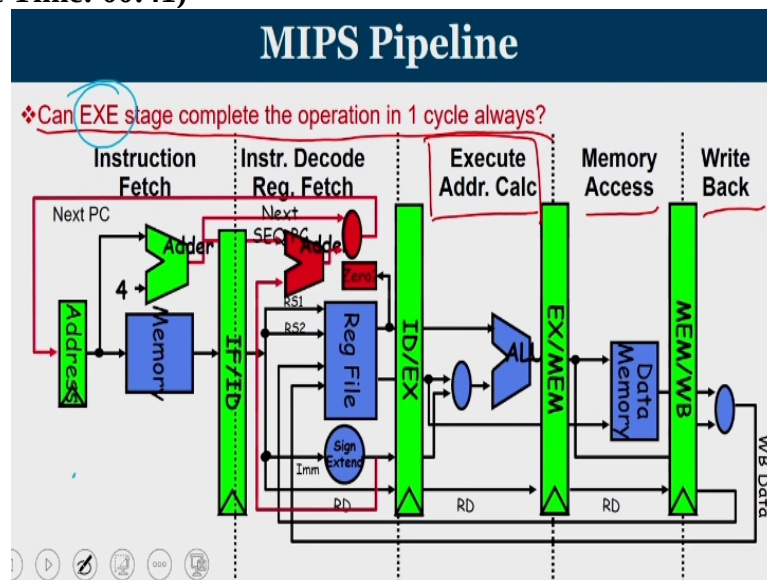 MIPS Pipeline
❖Can EXE stage complete the operation in 1 cycle always?
Instruction Fetch
Instr. Decode Reg. Fetch
Execute Addr. Calc
Memory Access
Write Back
Next PC
Next SEQ PC
Adder
Adder
Zero?
4
Address
Memory
IF/ID
RS1
RS2
Reg File
ID/EX
ALU
EX/MEM
Data Memory
MEM/WB
Sign Extend
Imm
RD
RD
RD
WB Data